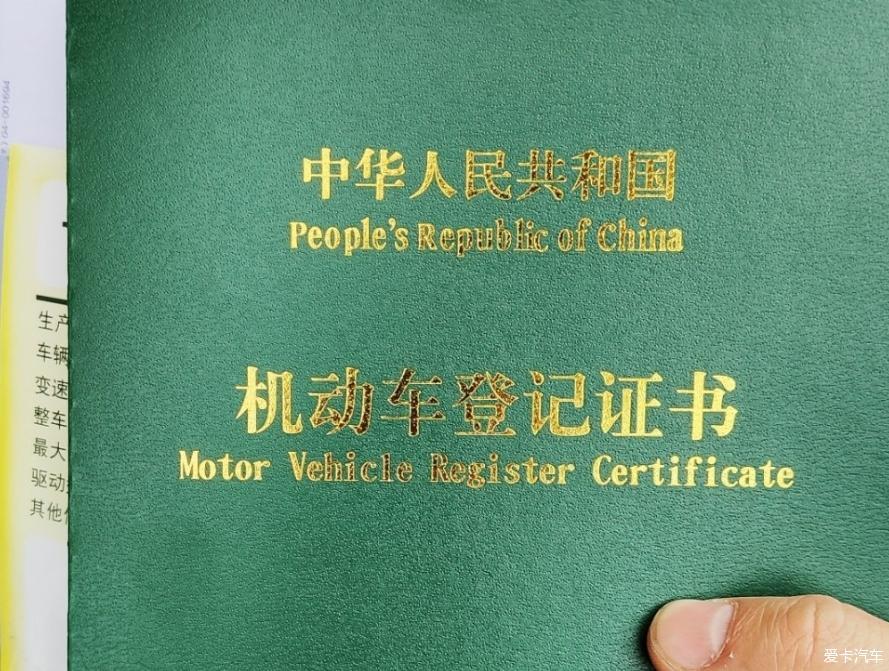 中华人民共和国
People's Republic of China
机动车登记证书
Motor Vehicle Register Certificate
生产
车辆
变速
整车
最大
驱动
其他
爱卡汽车